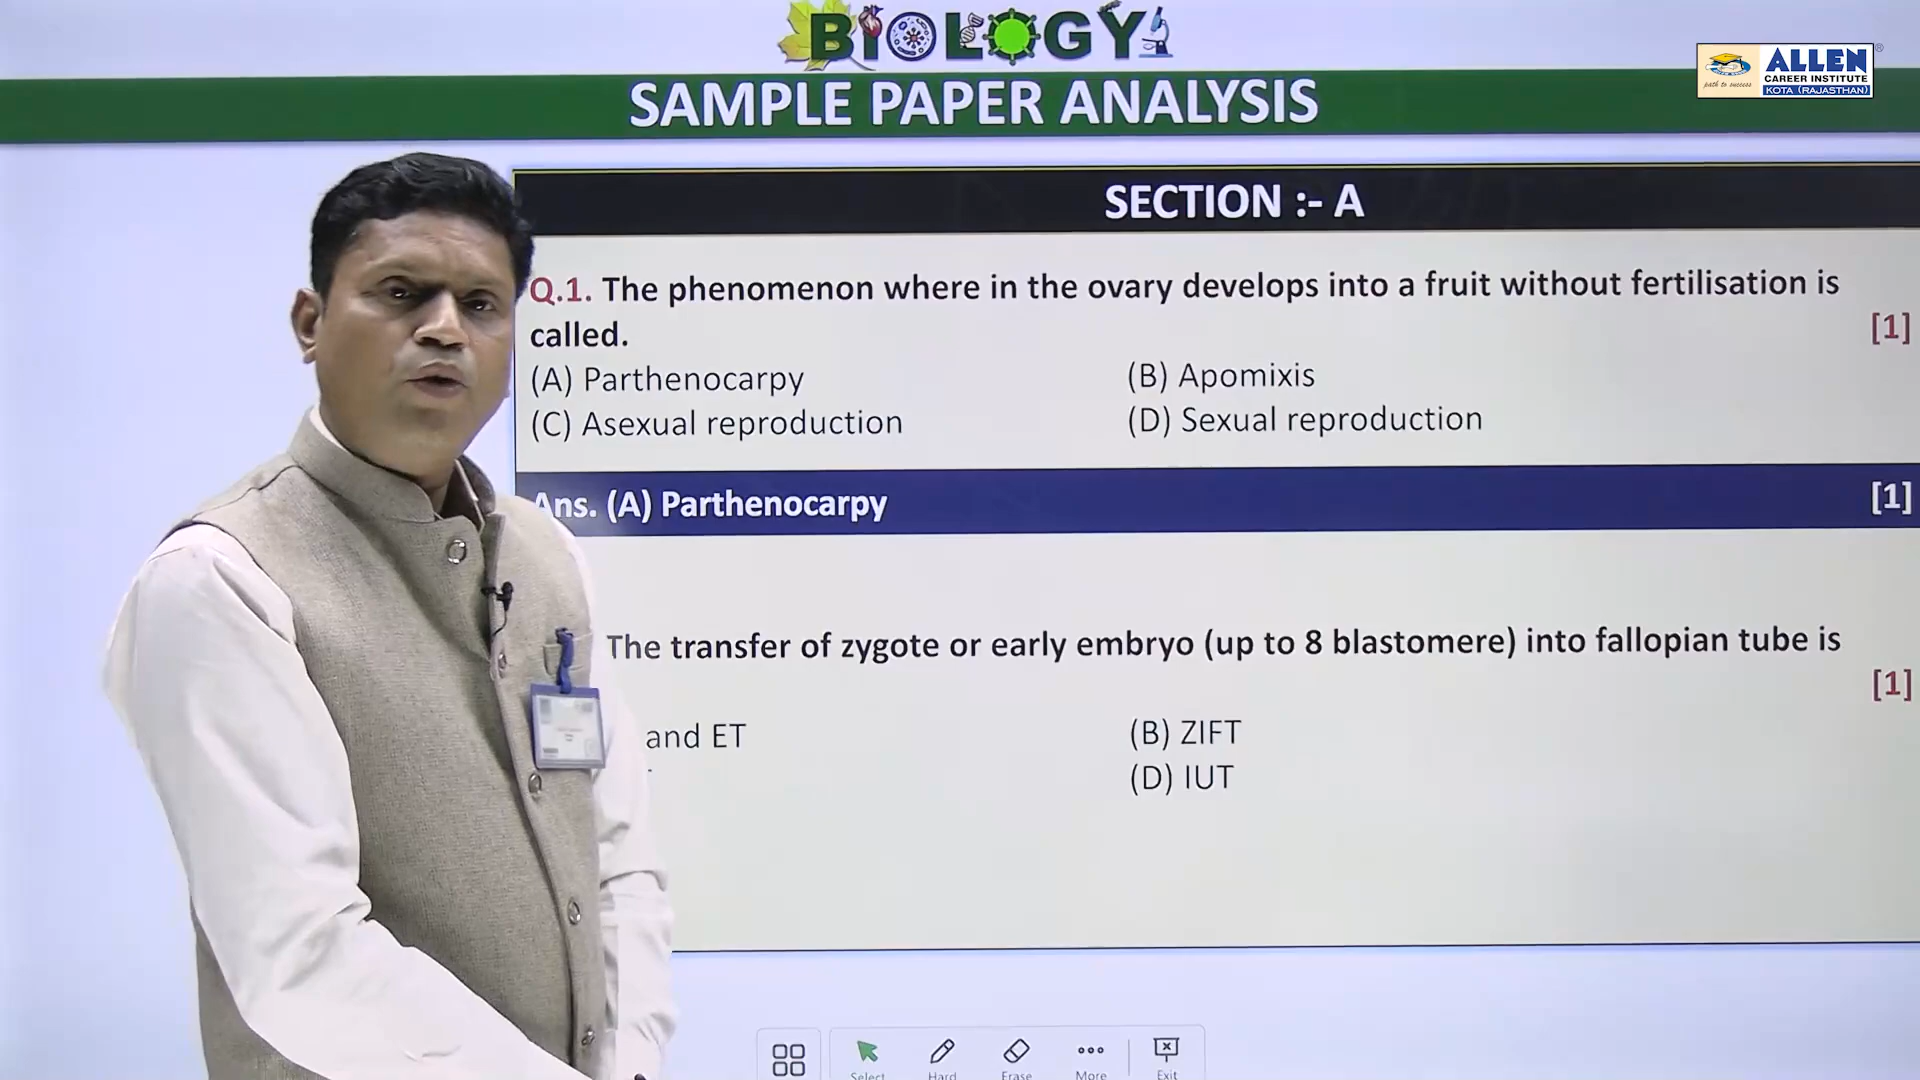 BIOLOGY
ALLEN
CAREER INSTITUTE
path to success
KOTA (RAJASTHAN)
SAMPLE PAPER ANALYSIS
SECTION :- A
Q.1. The phenomenon where in the ovary develops into a fruit without fertilisation is
called. [1]
(A) Parthenocarpy (B) Apomixis
(C) Asexual reproduction (D) Sexual reproduction
Ans. (A) Parthenocarpy [1]
The transfer of zygote or early embryo (up to 8 blastomere) into fallopian tube is
[1]
and ET (B) ZIFT
(D) IUT
Select Hard Erase More Exit